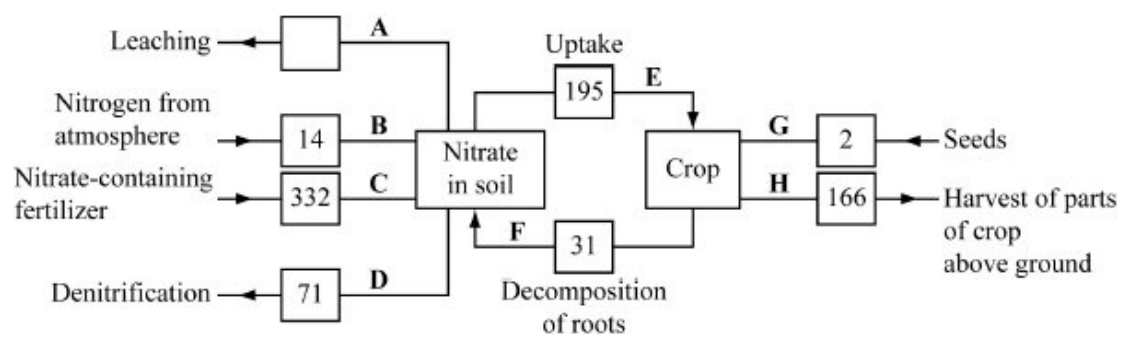 Leaching
A
Uptake
195
E
Nitrogen from
atmosphere
14
B
Nitrate-containing
fertilizer
332
C
Nitrate
in soil
Crop
G
2
Seeds
H
166
Harvest of parts
of crop
above ground
F
31
Decomposition
of roots
Denitrification
71
D